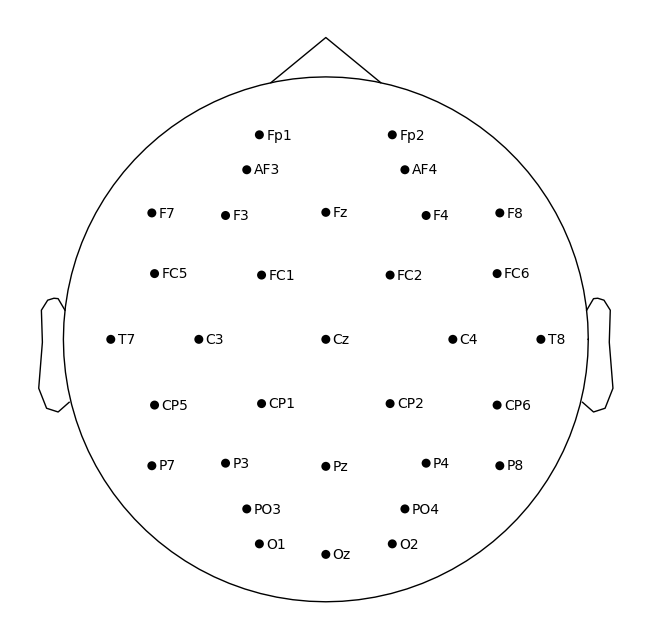 Fp1 Fp2
AF3 AF4
F7 F3 Fz F4 F8
FC5 FC1 FC2 FC6
T7 C3 Cz C4 T8
CP5 CP1 CP2 CP6
P7 P3 Pz P4 P8
PO3 PO4
O1 Oz O2